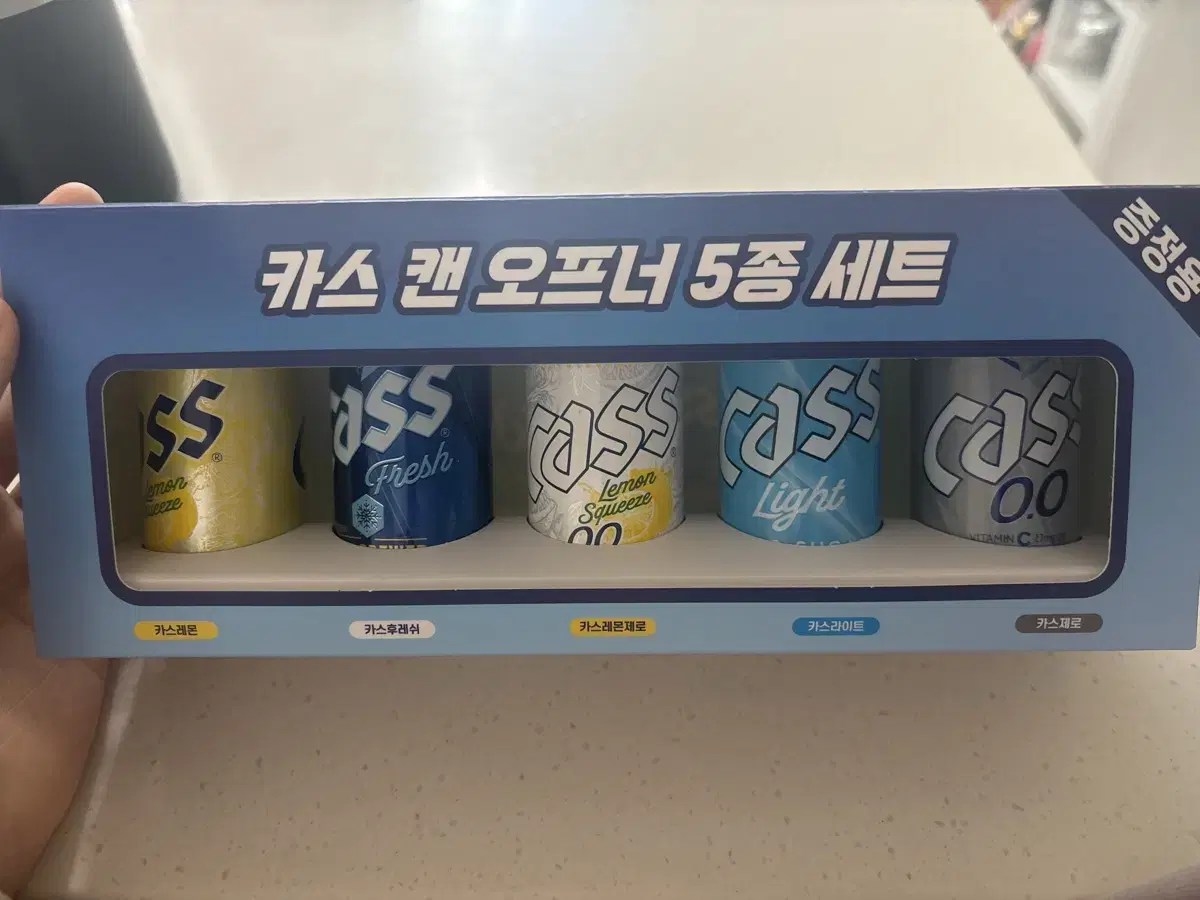 카스 캔 오프너 5종 세트
증정용
ass
Lemon
Squeeze
Cass
Fresh
Cass
Lemon
Squeeze
0.0
Cass
Light
Cass
0.0
VITAMIN C
카스레몬
카스후레쉬
카스레몬제로
카스라이트
카스제로